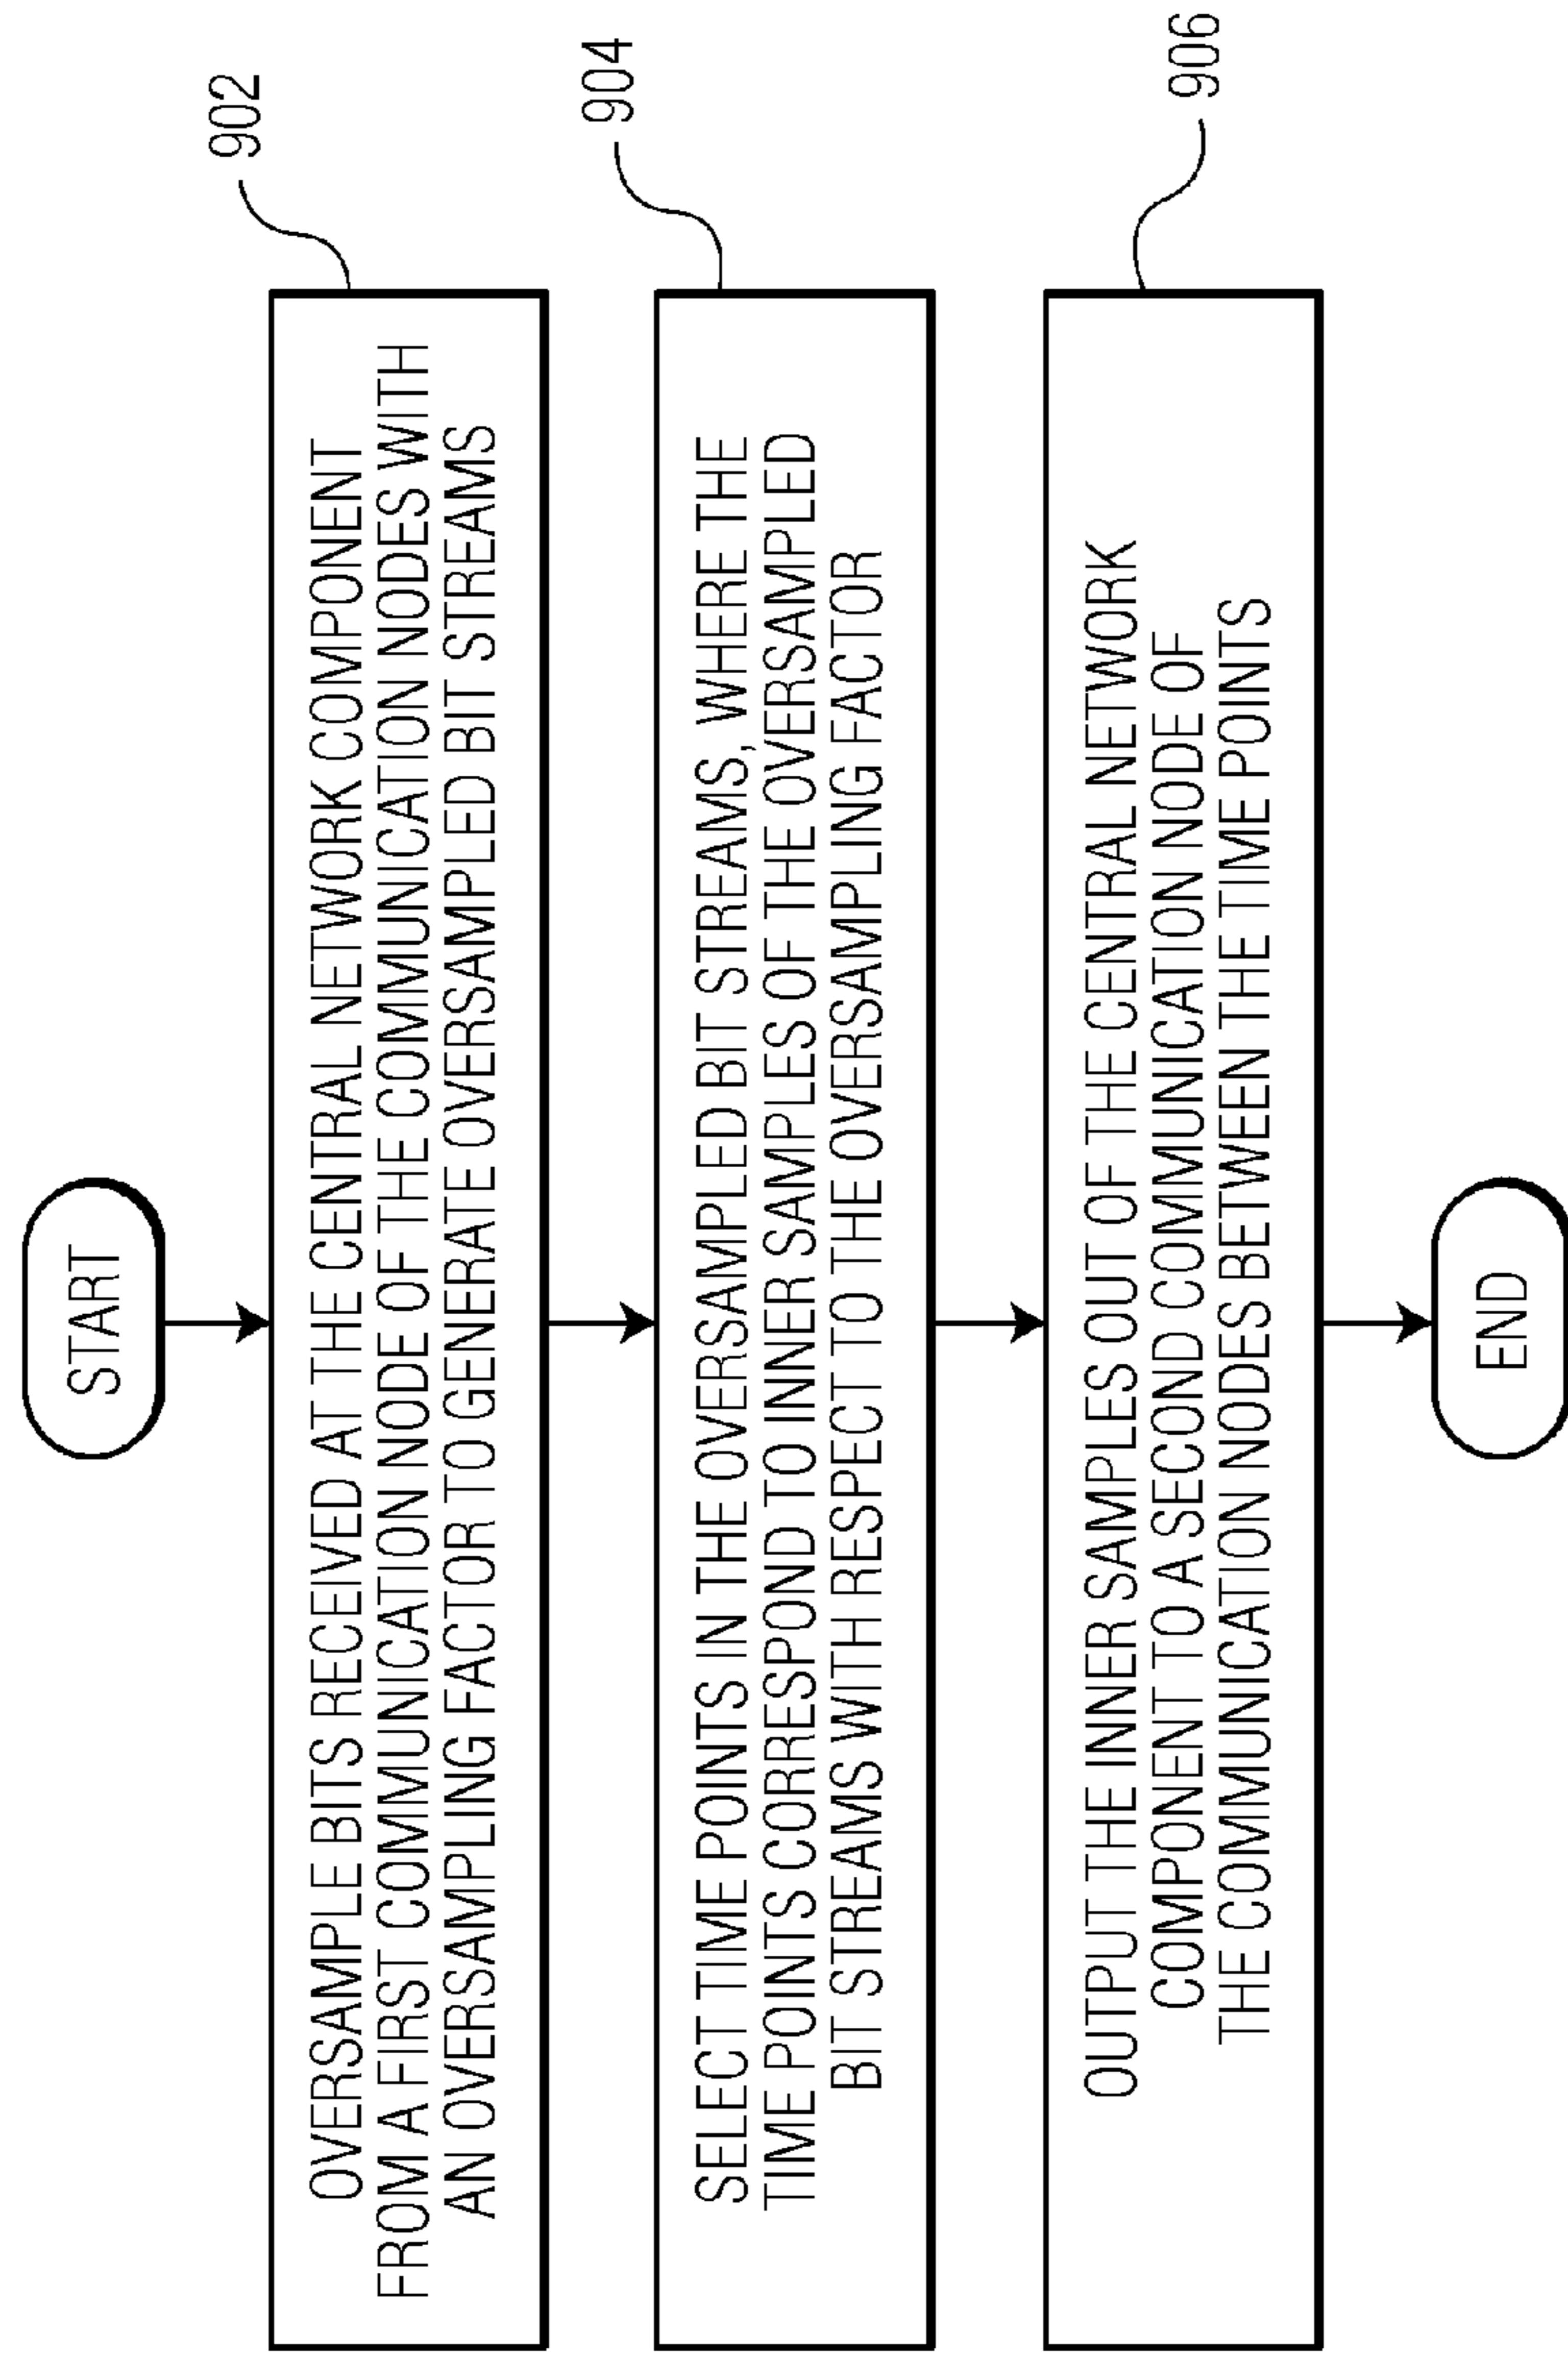 START
902
OVERSAMPLE BITS RECEIVED AT THE CENTRAL NETWORK COMPONENT
FROM A FIRST COMMUNICATION NODE OF THE COMMUNICATION NODES WITH
AN OVERSAMPLING FACTOR TO GENERATE OVERSAMPLED BIT STREAMS
904
SELECT TIME POINTS IN THE OVERSAMPLED BIT STREAMS, WHERE THE
TIME POINTS CORRESPOND TO INNER SAMPLES OF THE OVERSAMPLED
BIT STREAMS WITH RESPECT TO THE OVERSAMPLING FACTOR
906
OUTPUT THE INNER SAMPLES OUT OF THE CENTRAL NETWORK
COMPONENT TO A SECOND COMMUNICATION NODE OF
THE COMMUNICATION NODES BETWEEN THE TIME POINTS
END